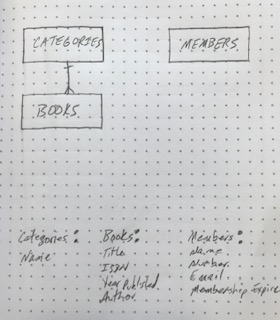 CATEGORIES
MEMBERS
BOOKS
Categories:
Name
Books:
Title
ISBN
Year Published
Author
Members:
Name
Number
Email
Membership Expire